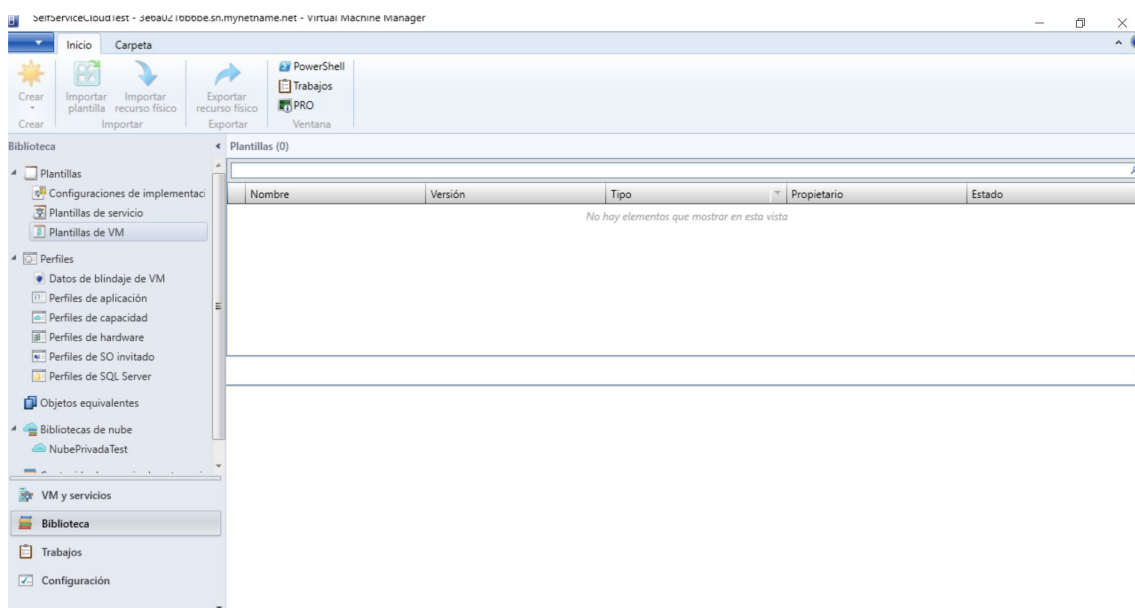 SelfServiceCloudTest - 3e6a02166b6e.sn.mynetname.net - Virtual Machine Manager
Inicio Carpeta
Crear
Importar plantilla
Importar recurso físico
Exportar recurso físico
PowerShell
Trabajos
PRO
Crear Importar Exportar Ventana
Biblioteca
Plantillas (0)
Plantillas
Configuraciones de implementaci
Plantillas de servicio
Plantillas de VM
Perfiles
Datos de blindaje de VM
Perfiles de aplicación
Perfiles de capacidad
Perfiles de hardware
Perfiles de SO invitado
Perfiles de SQL Server
Objetos equivalentes
Bibliotecas de nube
NubePrivadaTest
Nombre Versión Tipo Propietario Estado
No hay elementos que mostrar en esta vista
VM y servicios
Biblioteca
Trabajos
Configuración